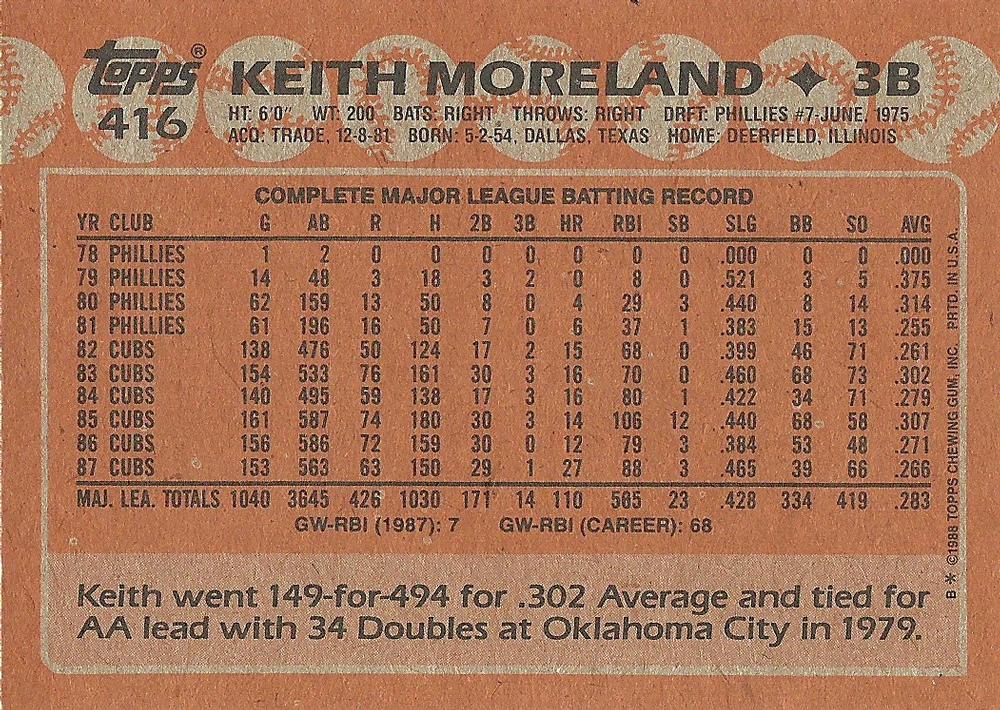 Topps® KEITH MORELAND ✦ 3B
416 HT: 6'0" WT: 200 BATS: RIGHT THROWS: RIGHT DRFT: PHILLIES #7-JUNE, 1975
ACQ: TRADE, 12-8-81 BORN: 5-2-54, DALLAS, TEXAS HOME: DEERFIELD, ILLINOIS
COMPLETE MAJOR LEAGUE BATTING RECORD
YR CLUB G AB R H 2B 3B HR RBI SB SLG BB SO AVG
78 PHILLIES 1 2 0 0 0 0 0 0 0 .000 0 0 .000
79 PHILLIES 14 48 3 18 3 2 0 8 0 .521 3 5 .375
80 PHILLIES 62 159 13 50 8 0 4 29 3 .440 8 14 .314
81 PHILLIES 61 196 16 50 7 0 6 37 1 .383 15 13 .255
82 CUBS 138 476 50 124 17 2 15 68 0 .399 46 71 .261
83 CUBS 154 533 76 161 30 3 16 70 0 .460 68 73 .302
84 CUBS 140 495 59 138 17 3 16 80 1 .422 34 71 .279
85 CUBS 161 587 74 180 30 3 14 106 12 .440 68 58 .307
86 CUBS 156 586 72 159 30 0 12 79 3 .384 53 48 .271
87 CUBS 153 563 63 150 29 1 27 88 3 .465 39 66 .266
MAJ. LEA. TOTALS 1040 3645 426 1030 171 14 110 565 23 .428 334 419 .283
GW-RBI (1987): 7 GW-RBI (CAREER): 68
Keith went 149-for-494 for .302 Average and tied for
AA lead with 34 Doubles at Oklahoma City in 1979.
B * ©1988 TOPPS CHEWING GUM, INC. PRTD. IN U.S.A.